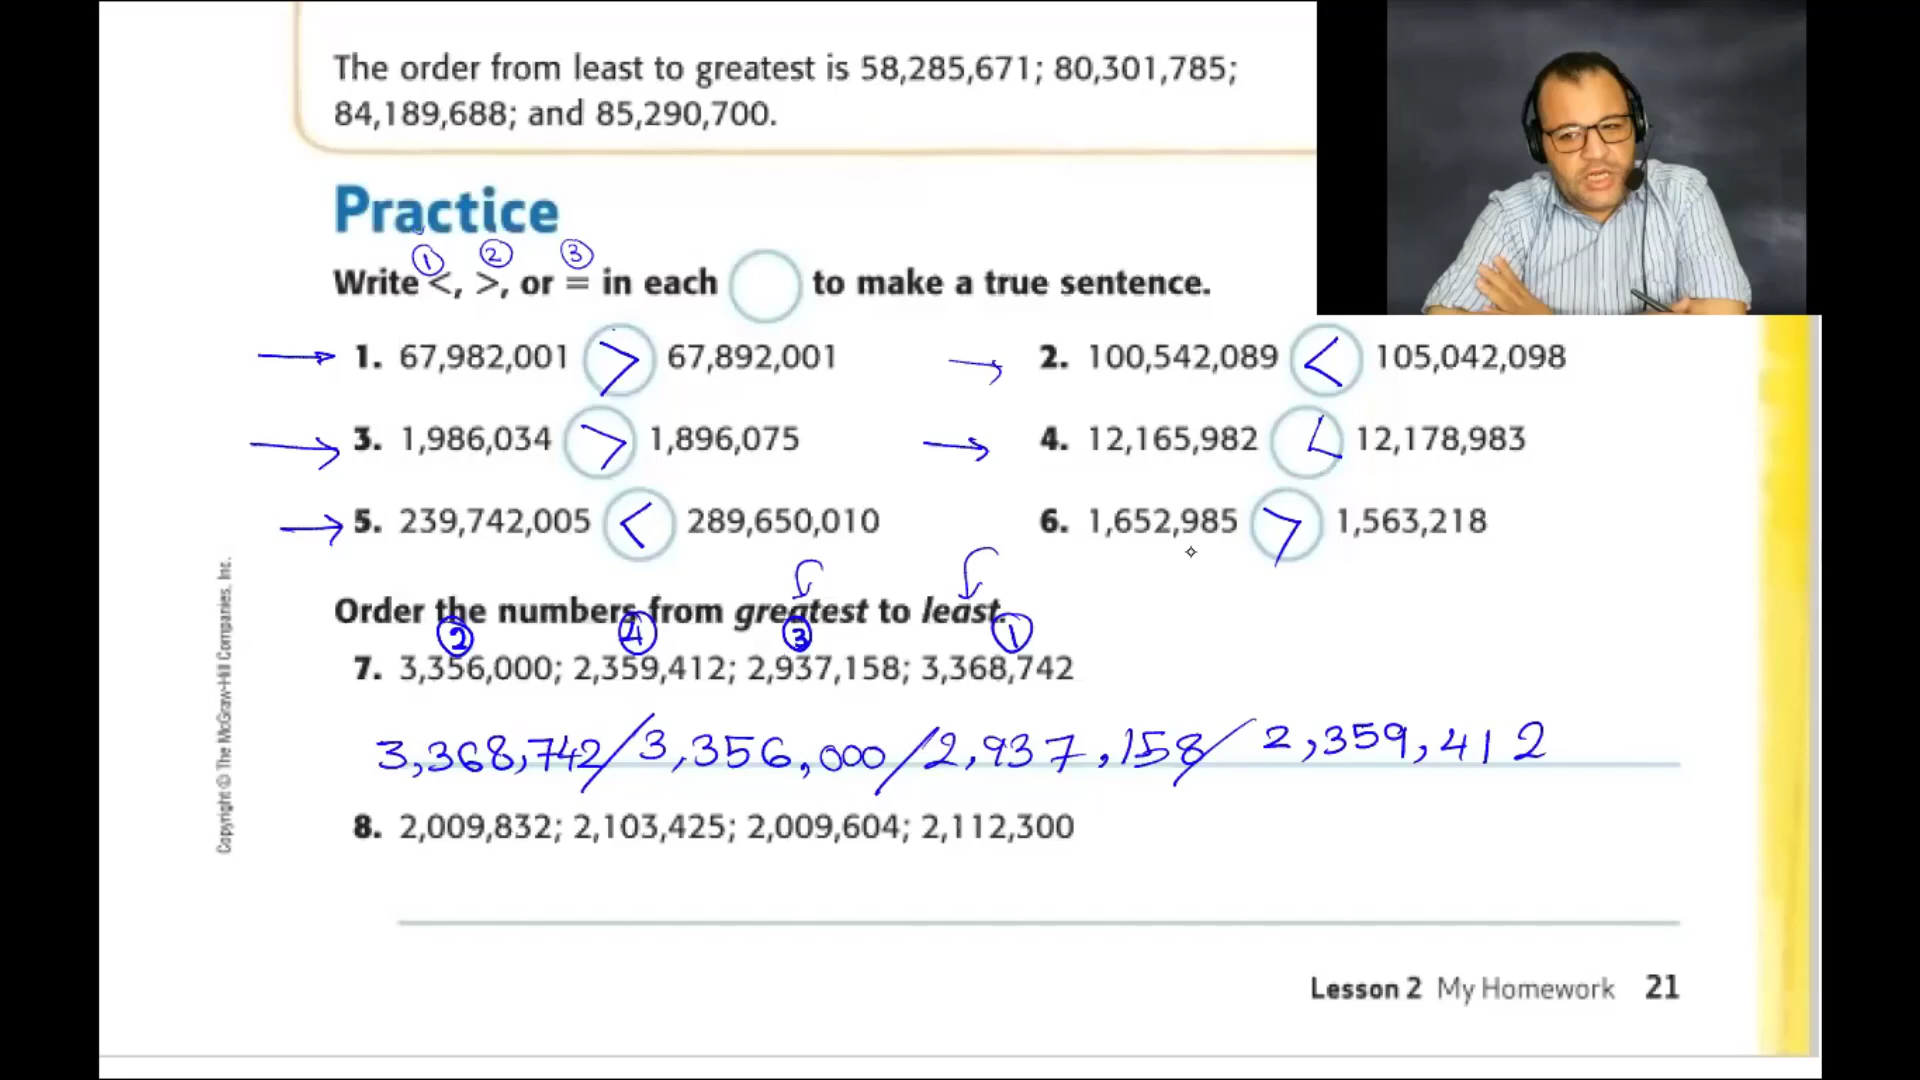 The order from least to greatest is 58,285,671; 80,301,785;
84,189,688; and 85,290,700.
Practice
1 2 3
Write <, >, or = in each to make a true sentence.
1. 67,982,001 > 67,892,001
2. 100,542,089 < 105,042,098
3. 1,986,034 > 1,896,075
4. 12,165,982 < 12,178,983
5. 239,742,005 < 289,650,010
6. 1,652,985 > 1,563,218
Order the numbers from greatest to least.
2 4 3 1
7. 3,356,000; 2,359,412; 2,937,158; 3,368,742
3,368,742/3,356,000/2,937,158/2,359,412
8. 2,009,832; 2,103,425; 2,009,604; 2,112,300
Copyright © The McGraw-Hill Companies, Inc.
Lesson 2 My Homework 21